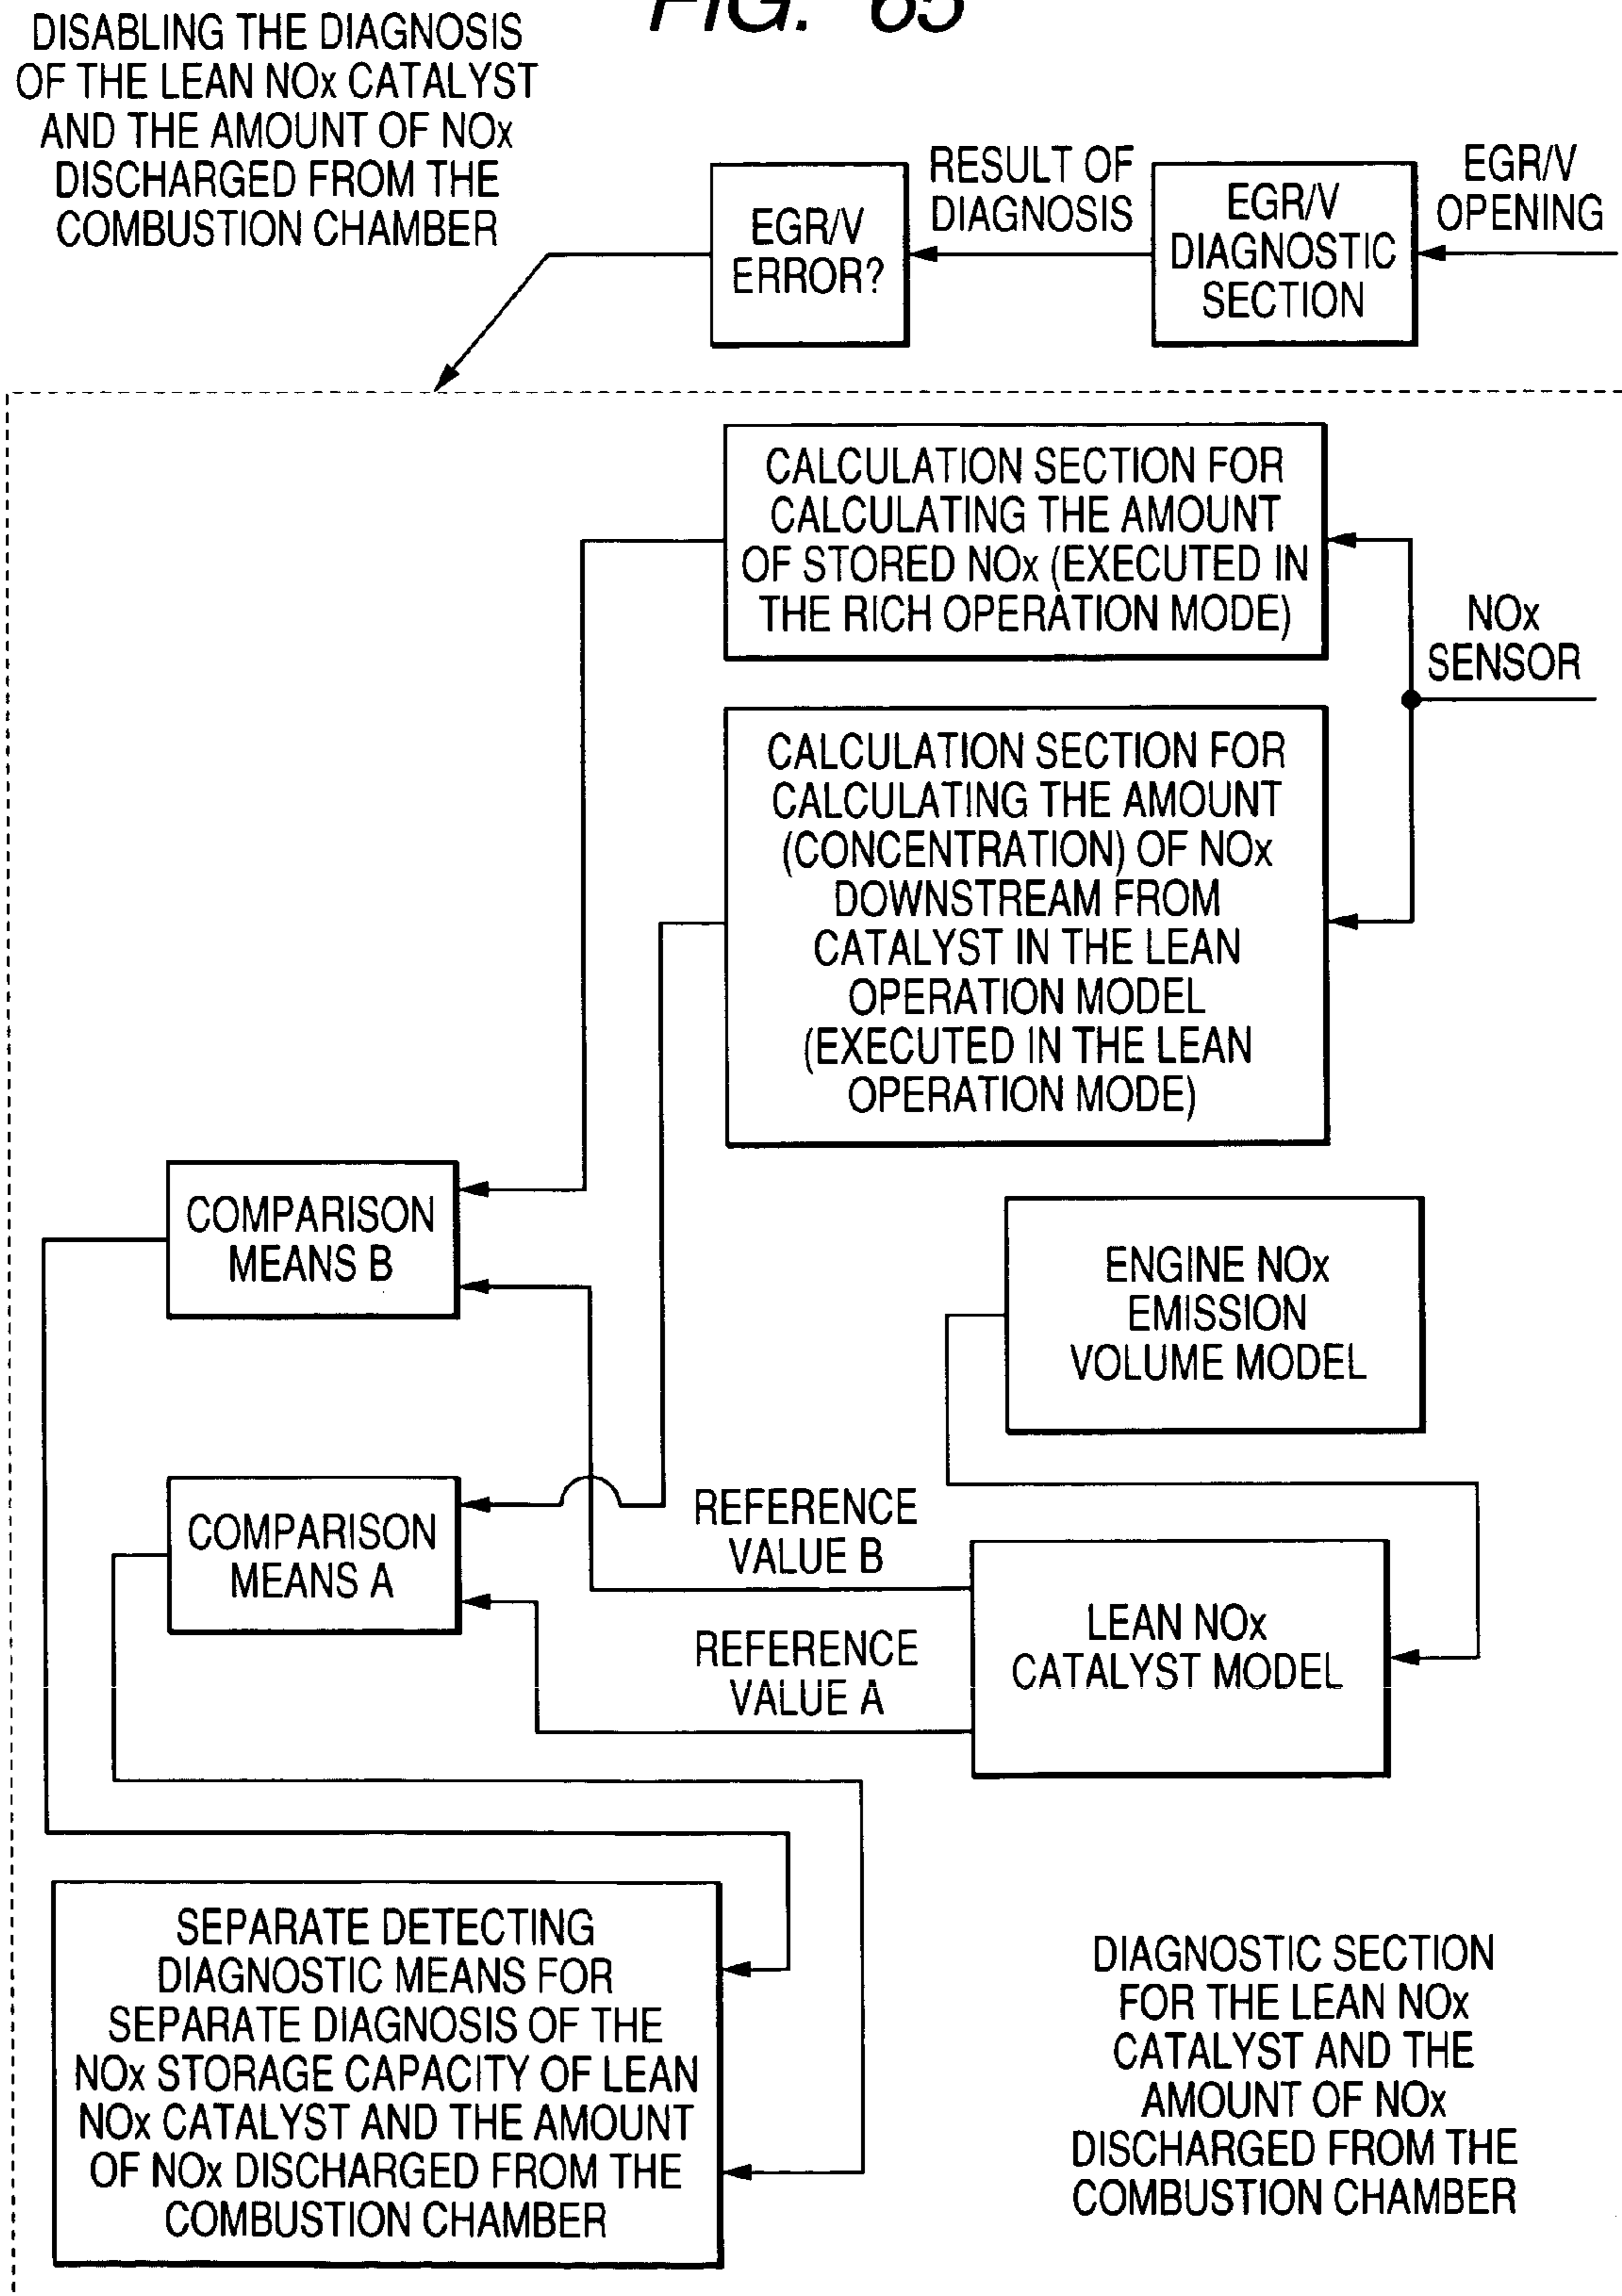 FIG. 65
DISABLING THE DIAGNOSIS
OF THE LEAN NOx CATALYST
AND THE AMOUNT OF NOx
DISCHARGED FROM THE
COMBUSTION CHAMBER
EGR/V
ERROR?
RESULT OF
DIAGNOSIS
EGR/V
DIAGNOSTIC
SECTION
EGR/V
OPENING
CALCULATION SECTION FOR
CALCULATING THE AMOUNT
OF STORED NOx (EXECUTED IN
THE RICH OPERATION MODE)
NOx
SENSOR
CALCULATION SECTION FOR
CALCULATING THE AMOUNT
(CONCENTRATION) OF NOx
DOWNSTREAM FROM
CATALYST IN THE LEAN
OPERATION MODEL
(EXECUTED IN THE LEAN
OPERATION MODE)
COMPARISON
MEANS B
ENGINE NOx
EMISSION
VOLUME MODEL
COMPARISON
MEANS A
REFERENCE
VALUE B
REFERENCE
VALUE A
LEAN NOx
CATALYST MODEL
SEPARATE DETECTING
DIAGNOSTIC MEANS FOR
SEPARATE DIAGNOSIS OF THE
NOx STORAGE CAPACITY OF LEAN
NOx CATALYST AND THE AMOUNT
OF NOx DISCHARGED FROM THE
COMBUSTION CHAMBER
DIAGNOSTIC SECTION
FOR THE LEAN NOx
CATALYST AND THE
AMOUNT OF NOx
DISCHARGED FROM THE
COMBUSTION CHAMBER